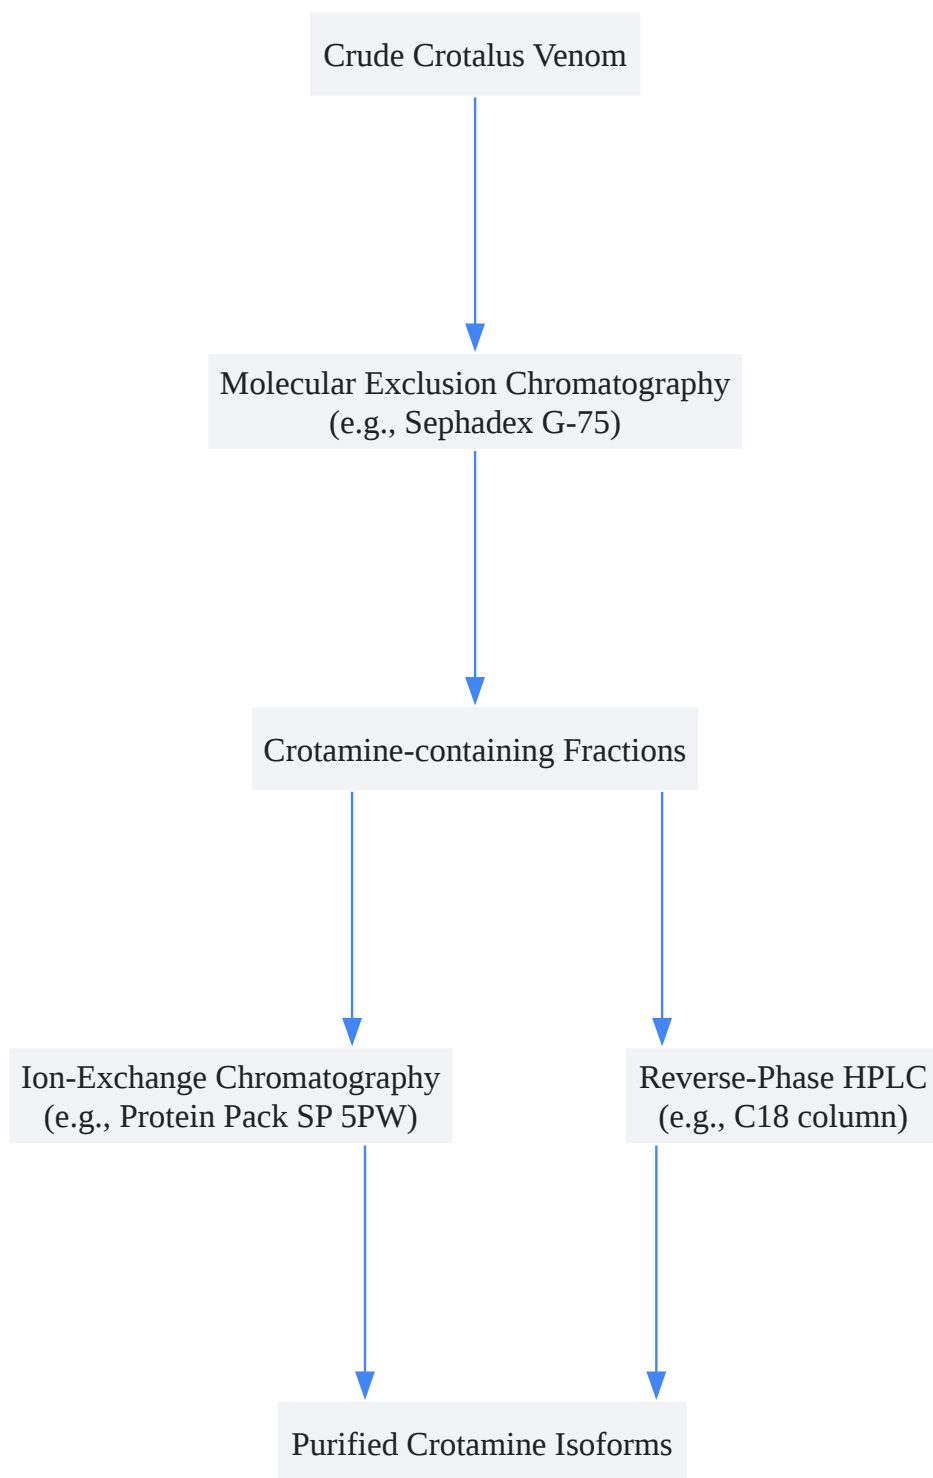 Crude Crotalus Venom
Molecular Exclusion Chromatography
(e.g., Sephadex G-75)
Crotamine-containing Fractions
Ion-Exchange Chromatography
(e.g., Protein Pack SP 5PW)
Reverse-Phase HPLC
(e.g., C18 column)
Purified Crotamine Isoforms